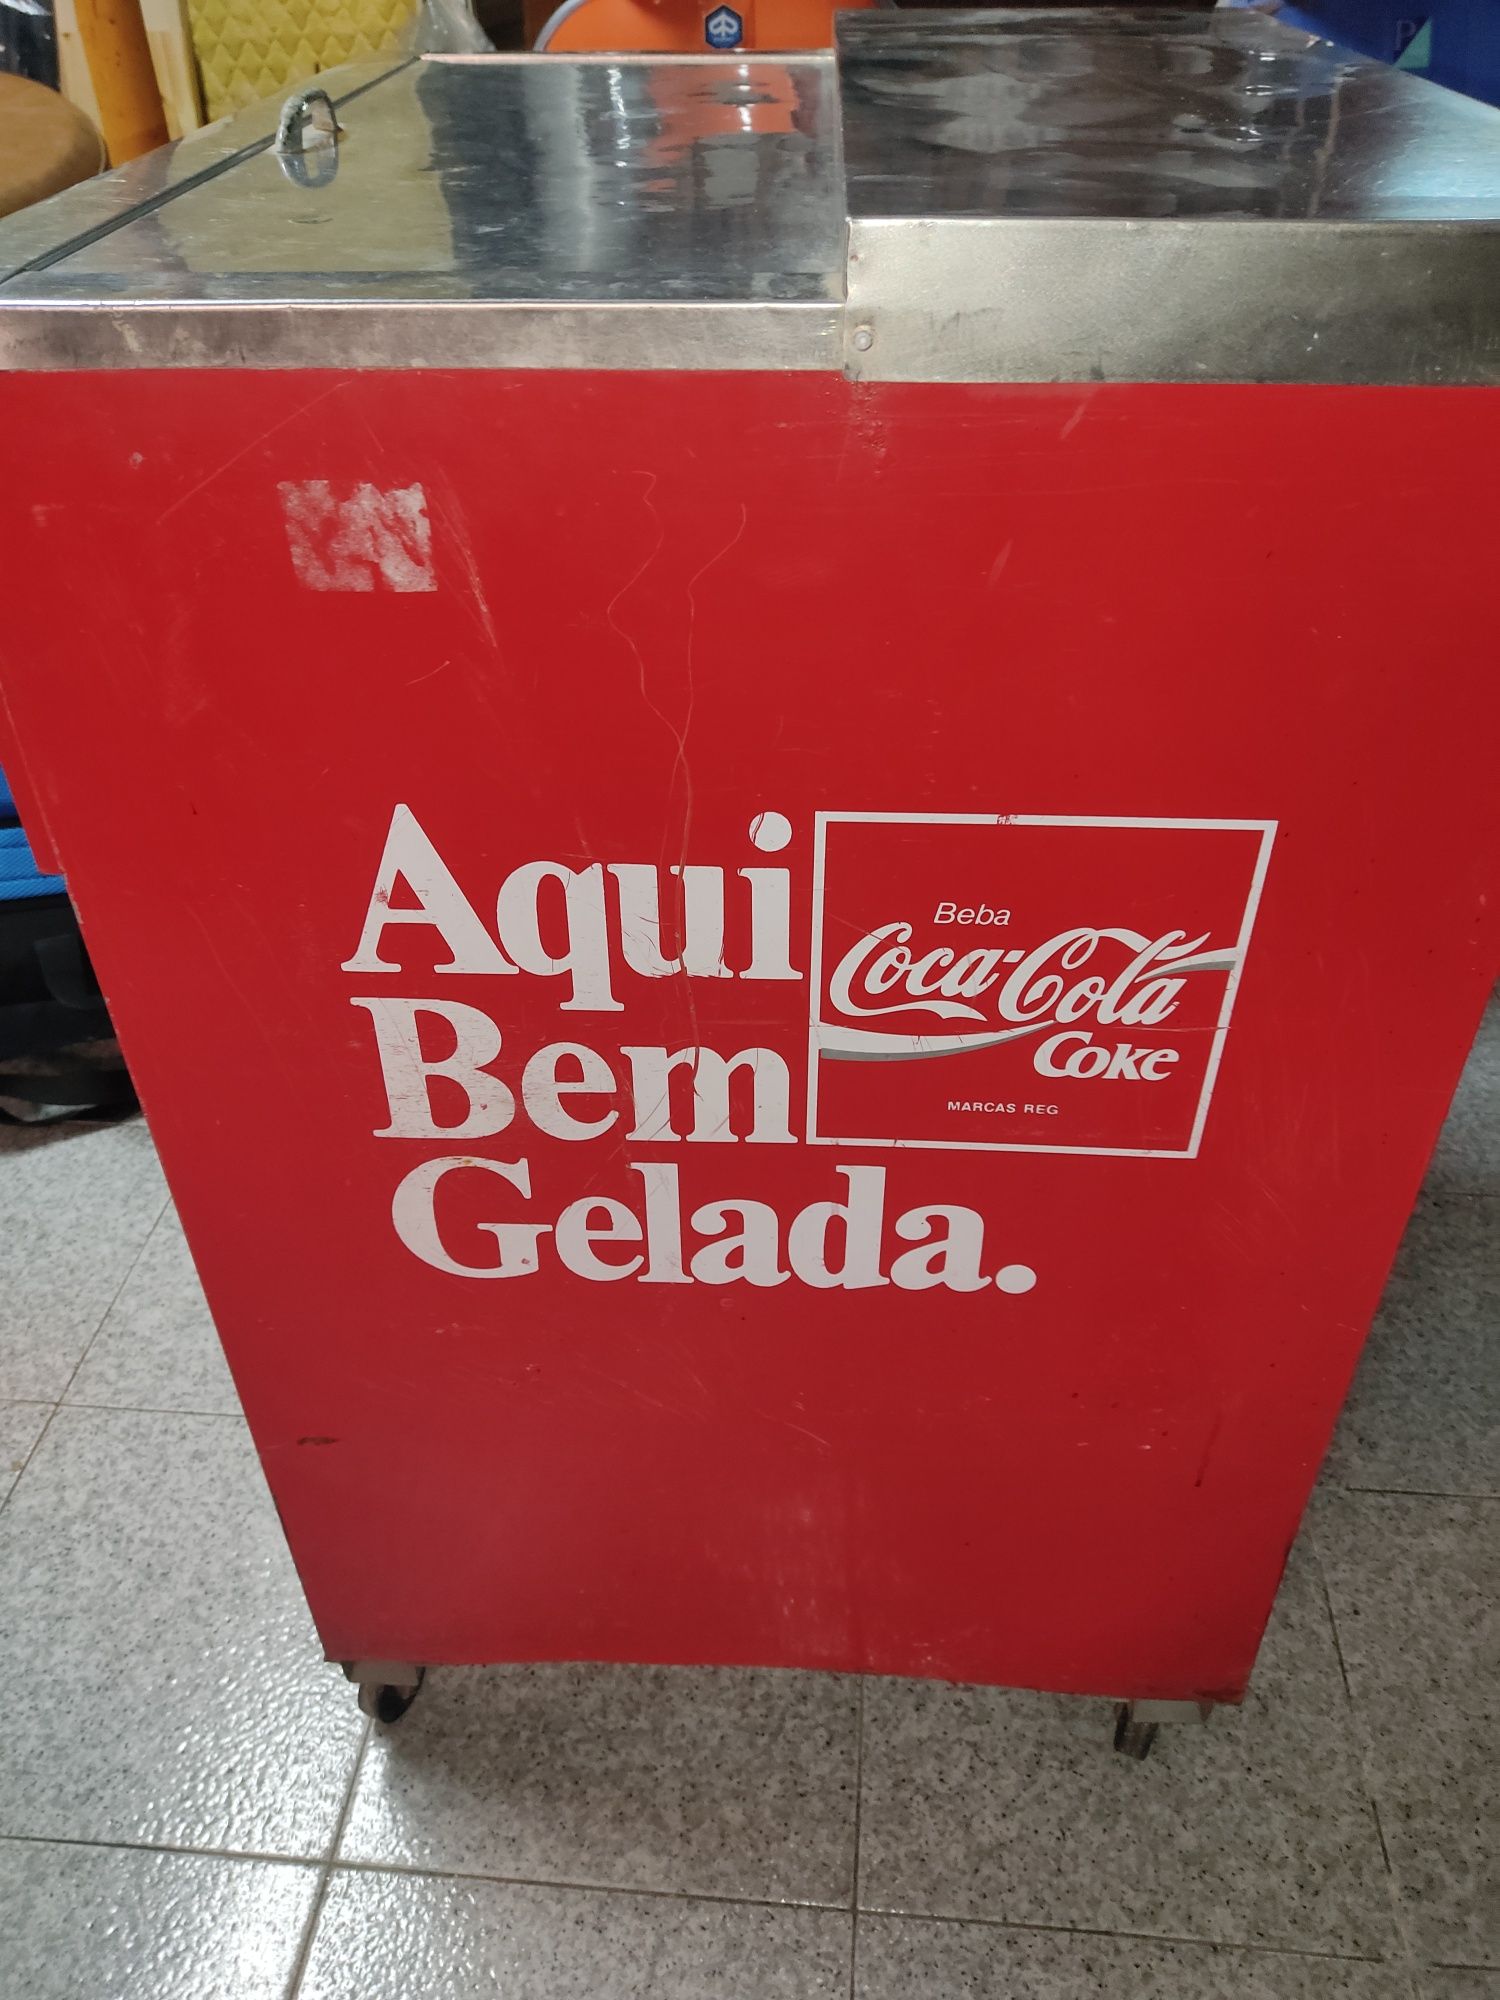 Aqui
Bem
Gelada.
Beba
Coca-Cola
Coke
MARCAS REG
P